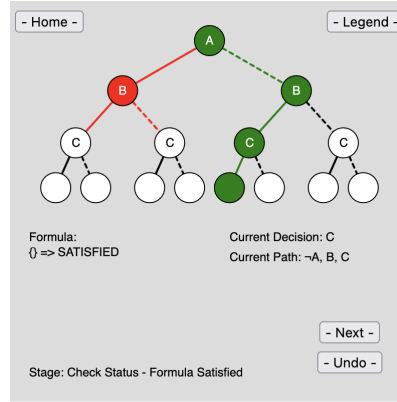 - Home -
- Legend -
A
B
B
C
C
C
C
Formula:
{} => SATISFIED
Current Decision: C
Current Path: ¬A, B, C
- Next -
- Undo -
Stage: Check Status - Formula Satisfied